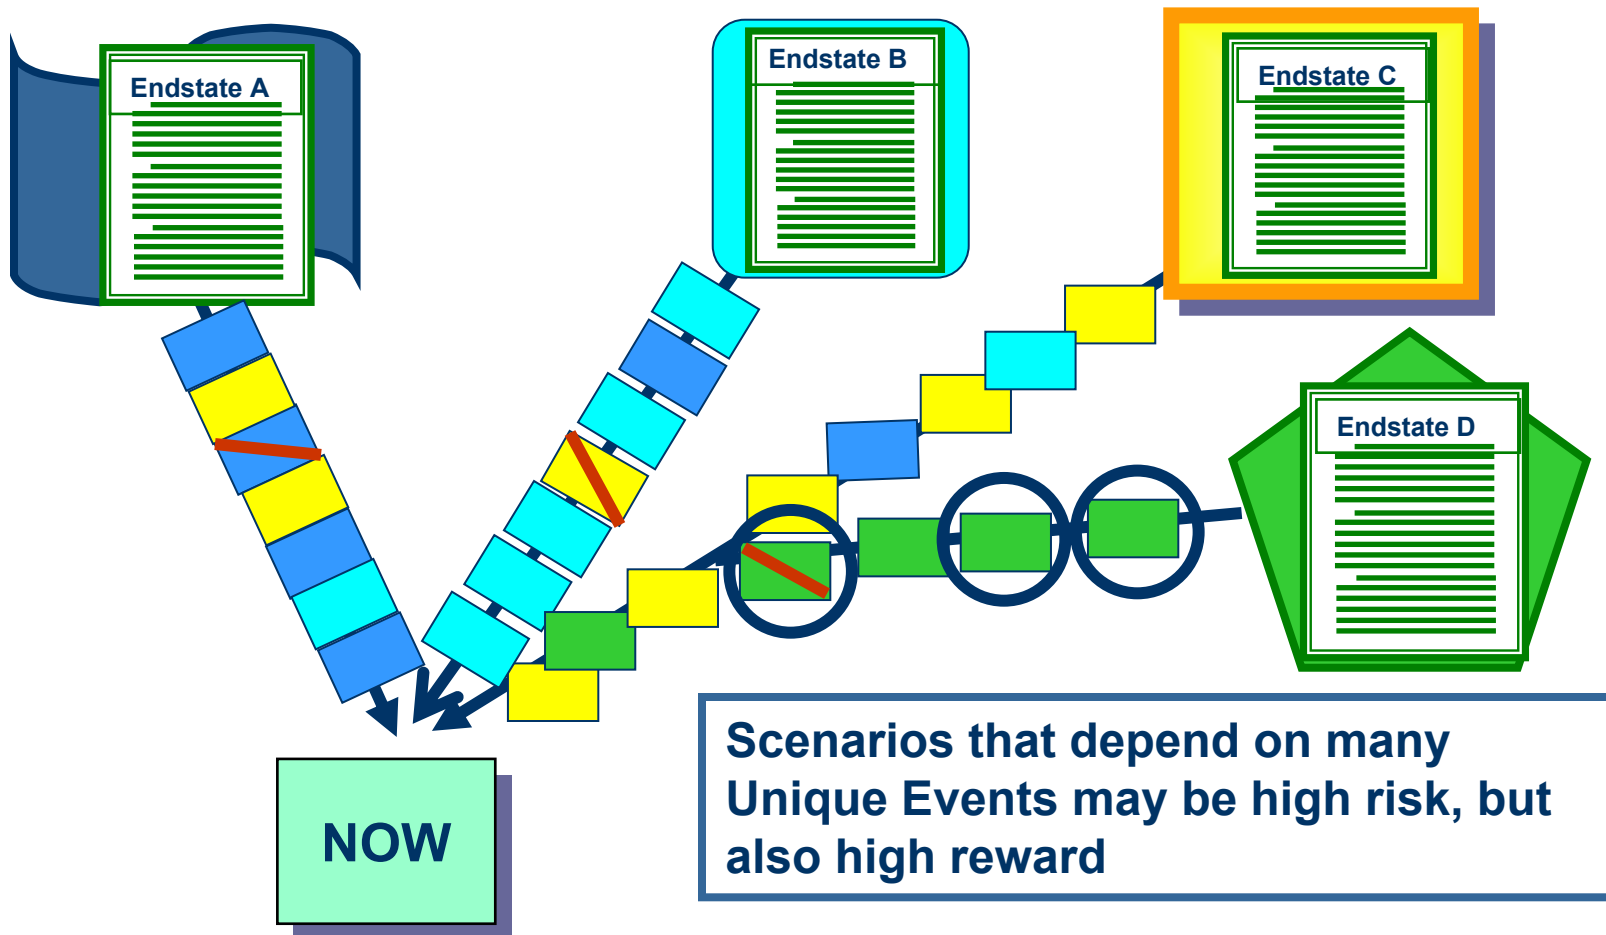 Endstate A
Endstate B
Endstate C
Endstate D
NOW
Scenarios that depend on many
Unique Events may be high risk, but
also high reward